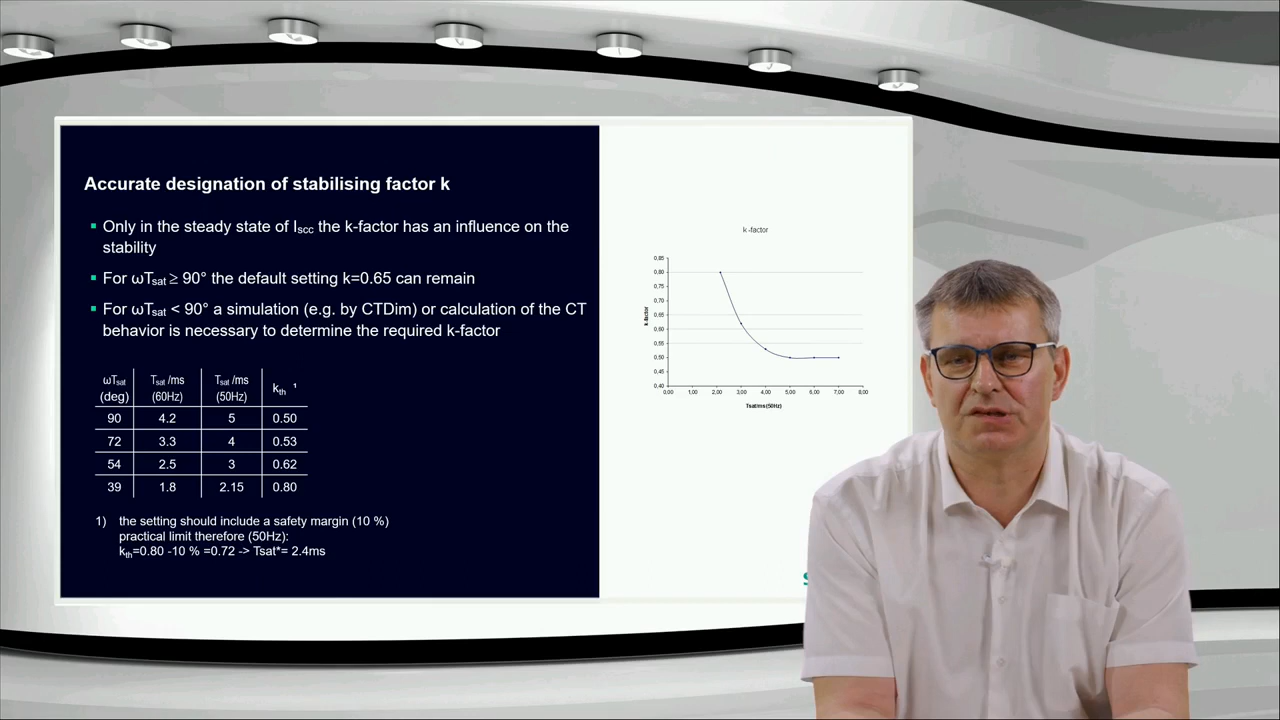 Accurate designation of stabilising factor k
▪ Only in the steady state of Iscc the k-factor has an influence on the
stability
▪ For ωTsat ≥ 90° the default setting k=0.65 can remain
▪ For ωTsat < 90° a simulation (e.g. by CTDim) or calculation of the CT
behavior is necessary to determine the required k-factor
ωTsat (deg) Tsat /ms (60Hz) Tsat /ms (50Hz) kth 1
90 4.2 5 0.50
72 3.3 4 0.53
54 2.5 3 0.62
39 1.8 2.15 0.80
1) the setting should include a safety margin (10 %)
practical limit therefore (50Hz):
kth=0.80 -10 % =0.72 -> Tsat*= 2.4ms
k -factor
0,85
0,80
0,75
0,70
0,65
0,60
0,55
0,50
0,45
0,40
k-factor
0,00 1,00 2,00 3,00 4,00 5,00 6,00 7,00 8,00
Tsat/ms(50Hz)